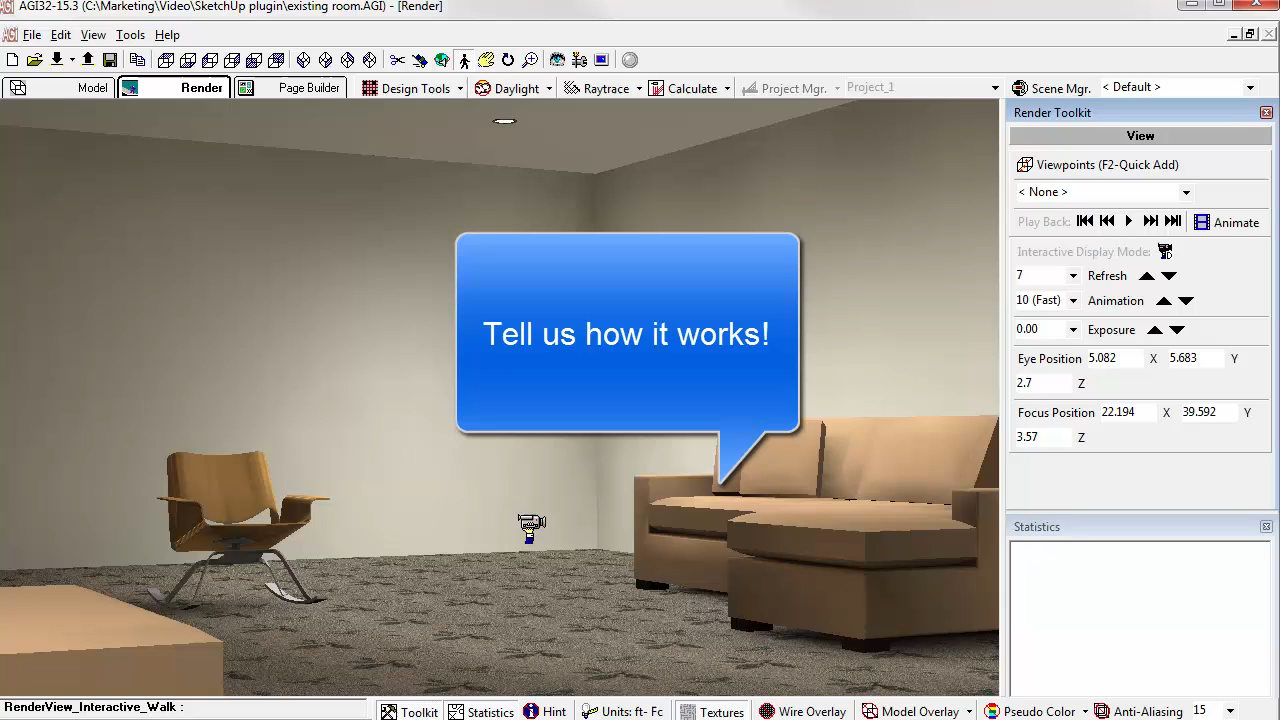 AGI32-15.3 (C:\Marketing\Video\SketchUp plugin\existing room.AGI) - [Render]
File Edit View Tools Help
Model Render Page Builder Design Tools Daylight Raytrace Calculate Project Mgr. Project_1 Scene Mgr. < Default >
Render Toolkit
View
Viewpoints (F2-Quick Add)
< None >
Play Back: Animate
Interactive Display Mode:
7 Refresh
10 (Fast) Animation
0.00 Exposure
Eye Position 5.082 X 5.683 Y
2.7 Z
Focus Position 22.194 X 39.592 Y
3.57 Z
Tell us how it works!
Statistics
RenderView_Interactive_Walk :
Toolkit Statistics Hint Units: ft- Fc Textures Wire Overlay Model Overlay Pseudo Color Anti-Aliasing 15